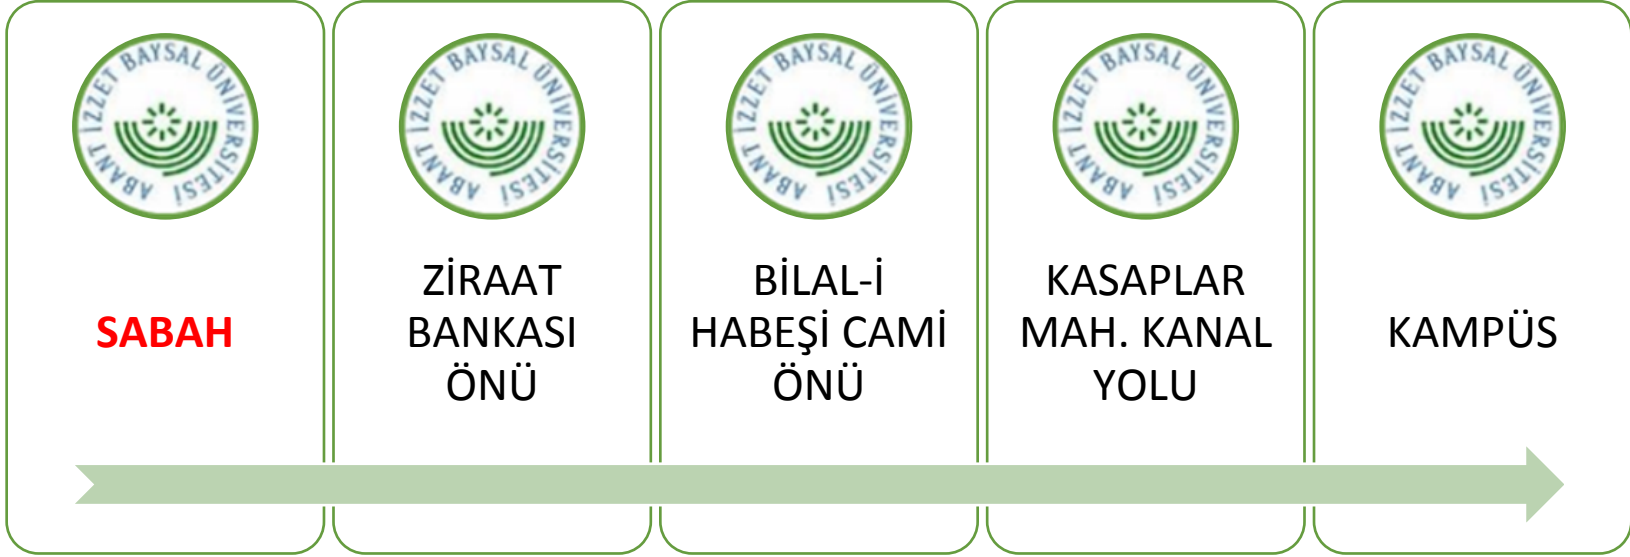 ABANT İZZET BAYSAL ÜNİVERSİTESİ
SABAH
ABANT İZZET BAYSAL ÜNİVERSİTESİ
ZİRAAT
BANKASI
ÖNÜ
ABANT İZZET BAYSAL ÜNİVERSİTESİ
BİLAL-İ
HABEŞİ CAMİ
ÖNÜ
ABANT İZZET BAYSAL ÜNİVERSİTESİ
KASAPLAR
MAH. KANAL
YOLU
ABANT İZZET BAYSAL ÜNİVERSİTESİ
KAMPÜS